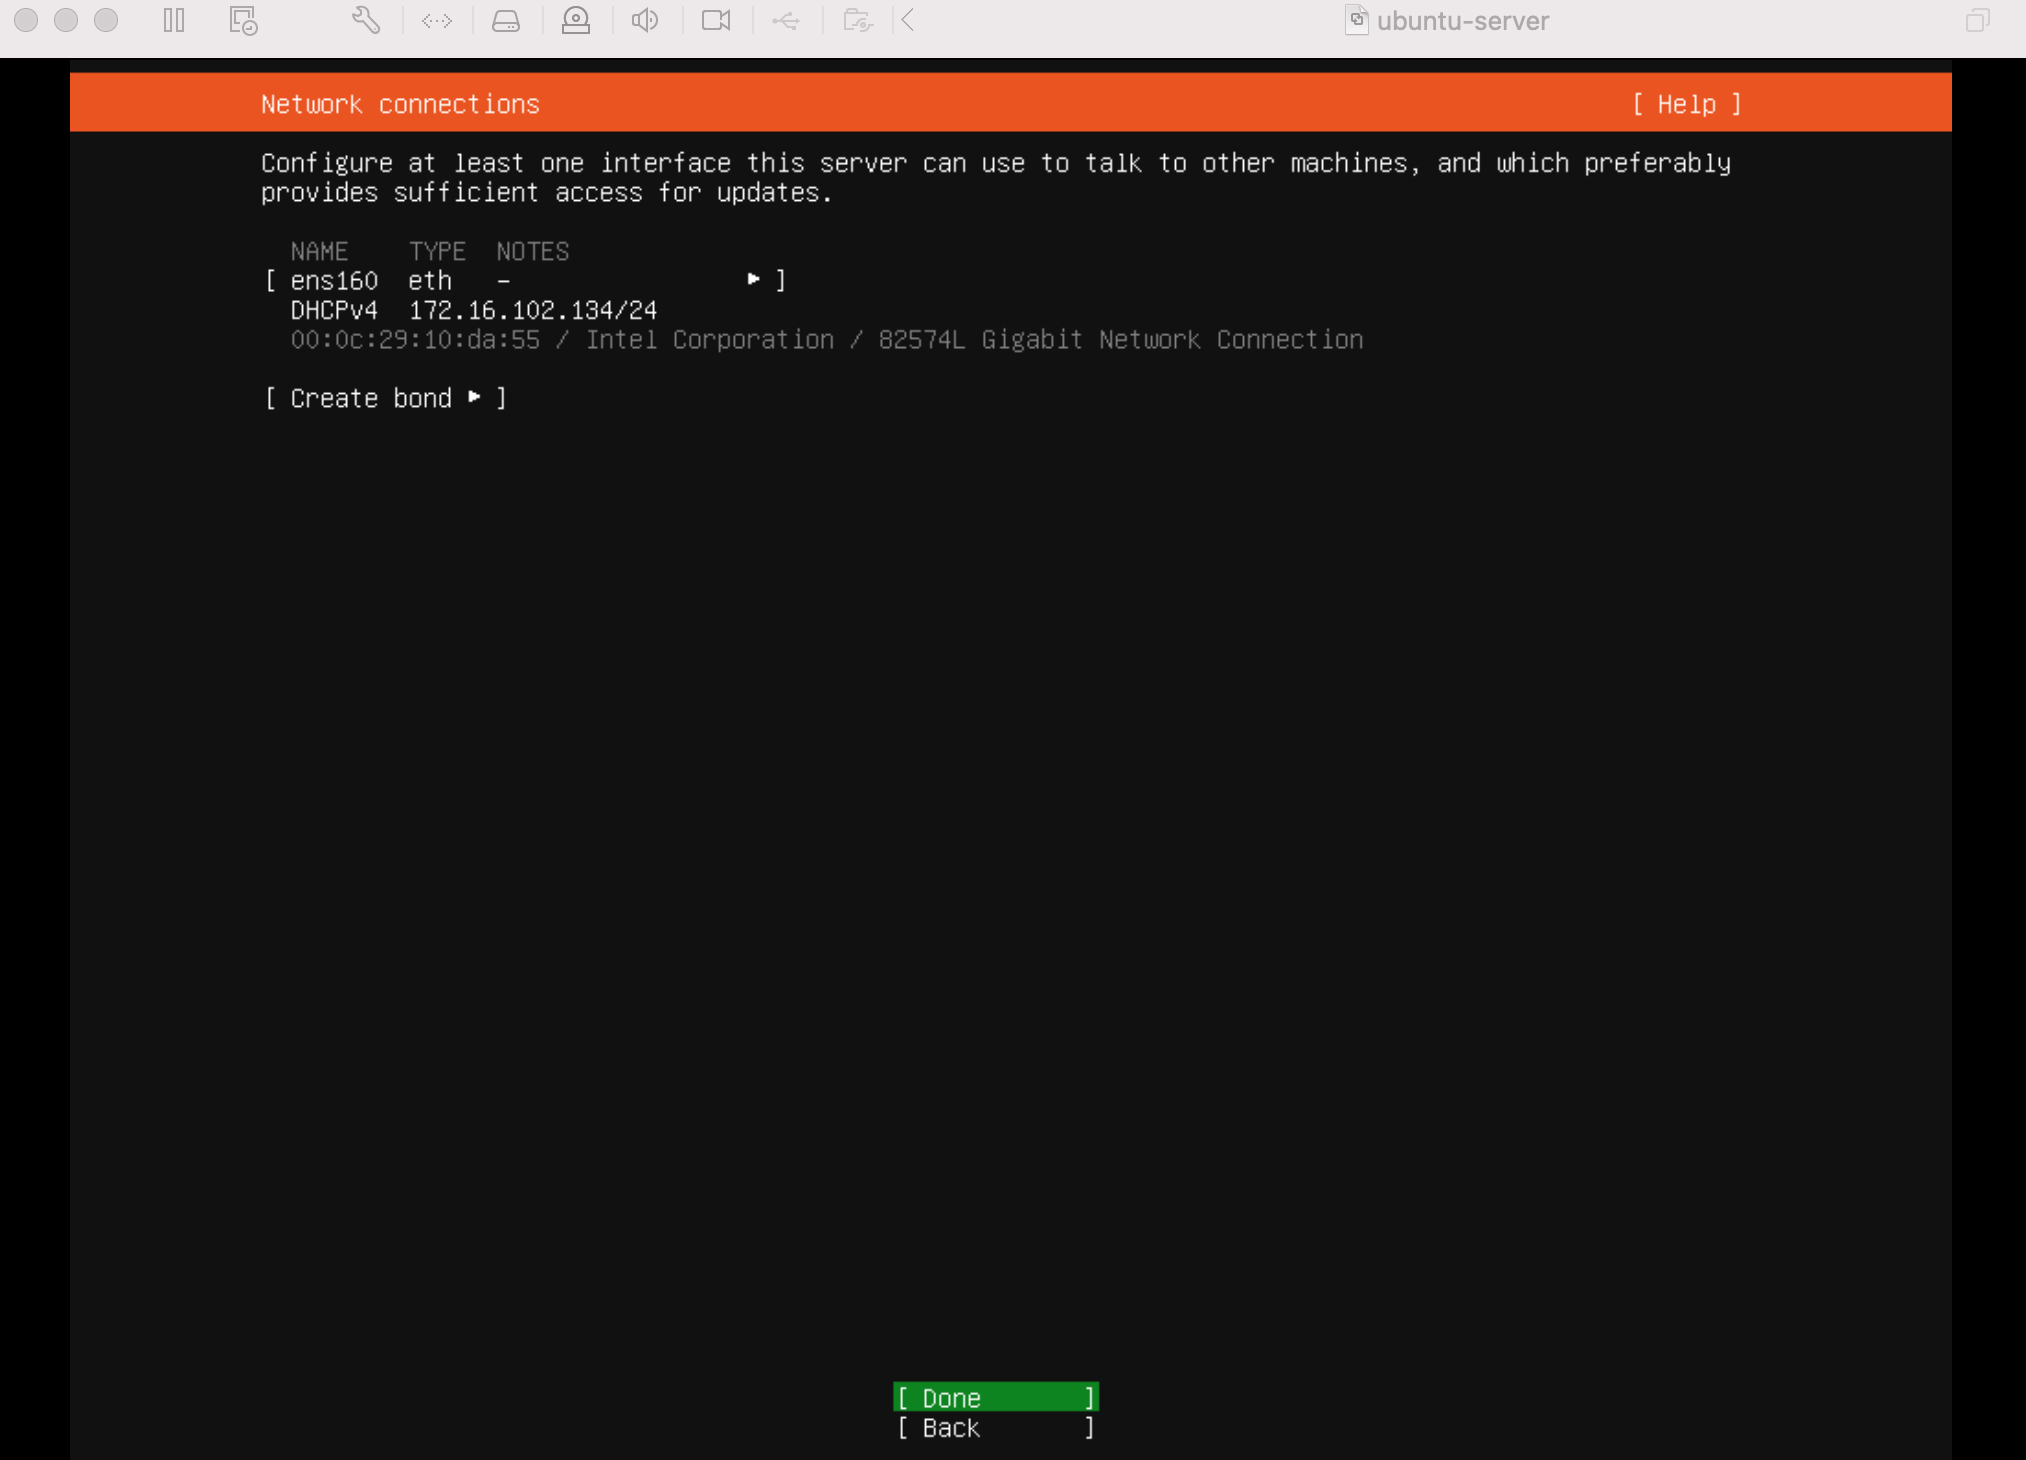 ubuntu-server
Network connections [ Help ]
Configure at least one interface this server can use to talk to other machines, and which preferably
provides sufficient access for updates.
NAME TYPE NOTES
[ ens160 eth - ▸ ]
DHCPv4 172.16.102.134/24
00:0c:29:10:da:55 / Intel Corporation / 82574L Gigabit Network Connection
[ Create bond ▸ ]
[ Done ]
[ Back ]